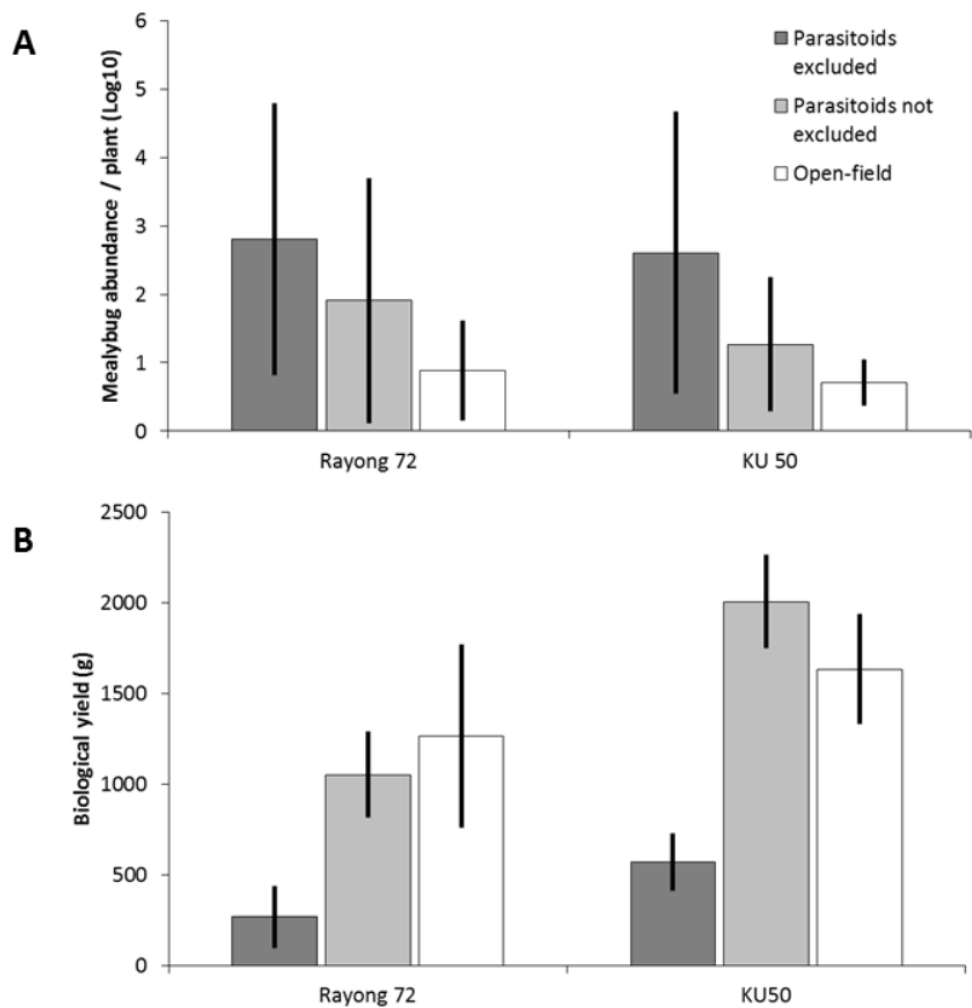 A
Mealybug abundance / plant (Log10)
6
5
4
3
2
1
0
Rayong 72
KU 50
Parasitoids
excluded
Parasitoids not
excluded
Open-field
B
Biological yield (g)
2500
2000
1500
1000
500
0
Rayong 72
KU50